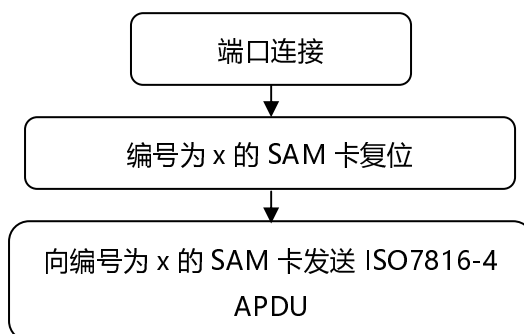 端口连接
编号为 x 的 SAM 卡复位
向编号为 x 的 SAM 卡发送 ISO7816-4
APDU